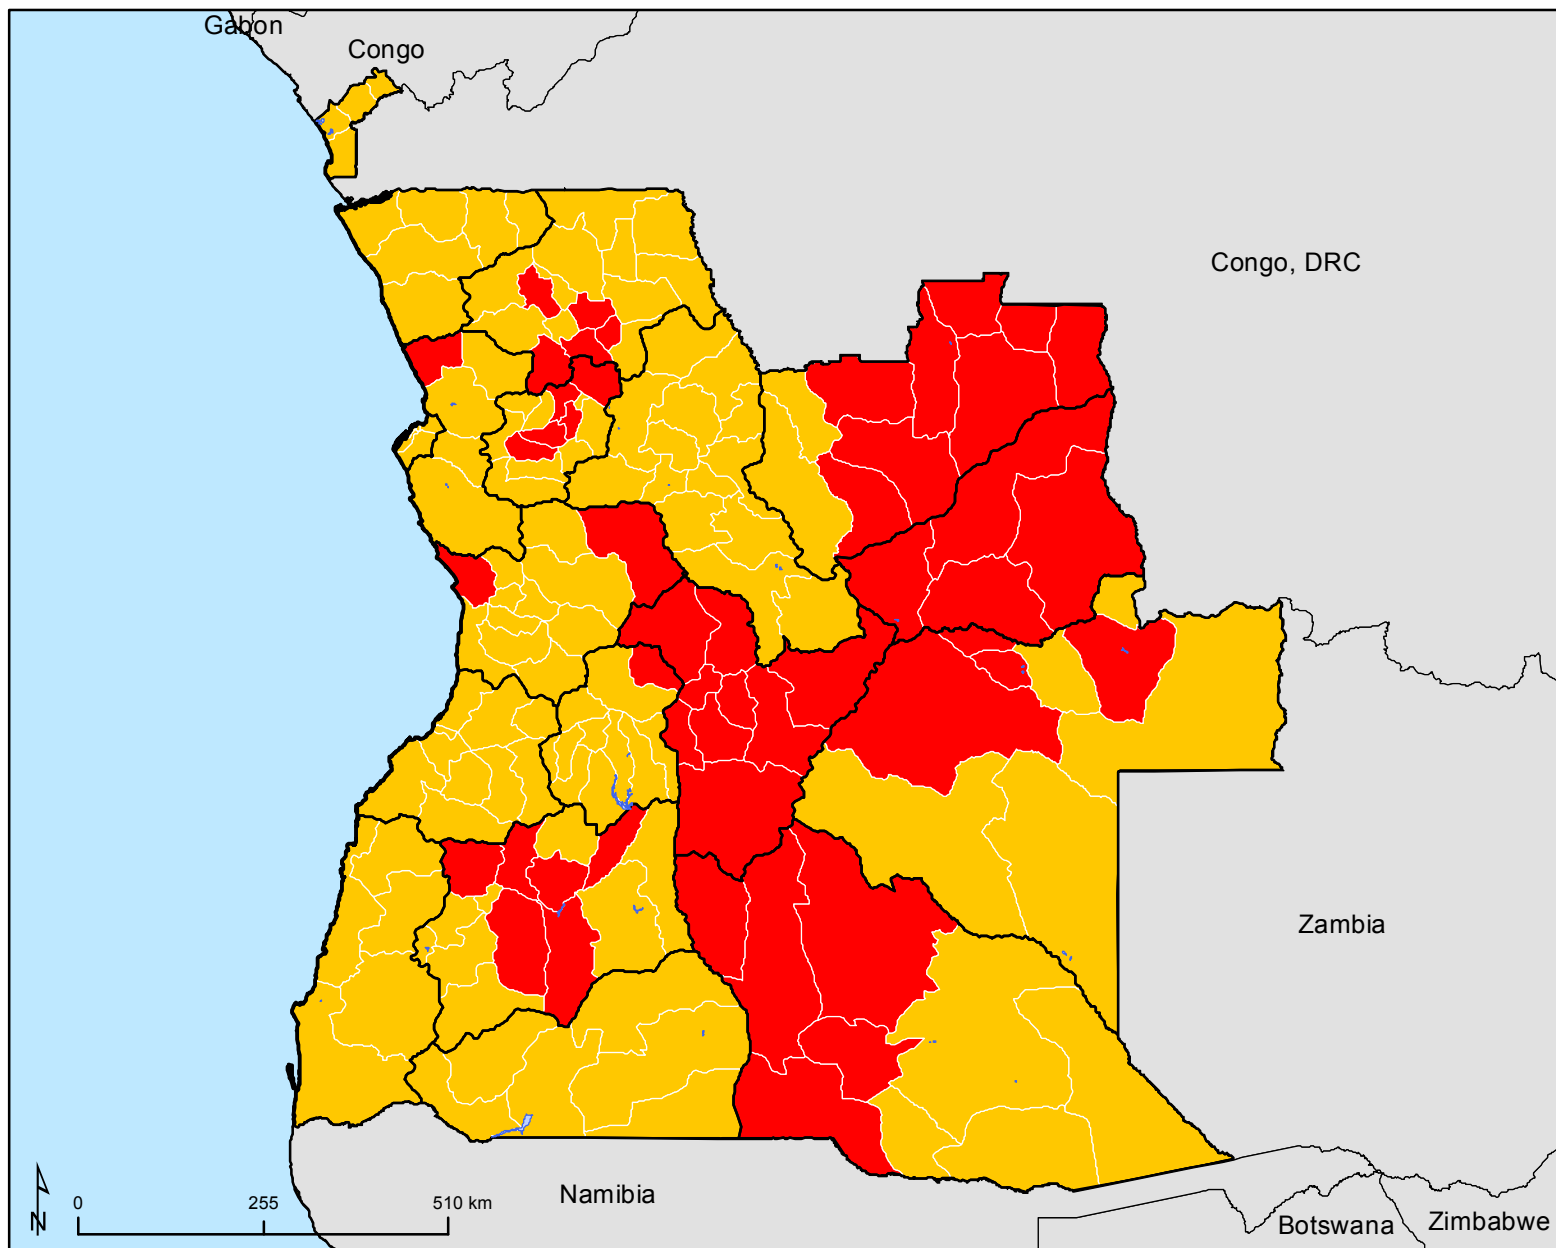 Gabon
Congo
Congo, DRC
Zambia
Namibia
Botswana
Zimbabwe
N
0 255 510 km